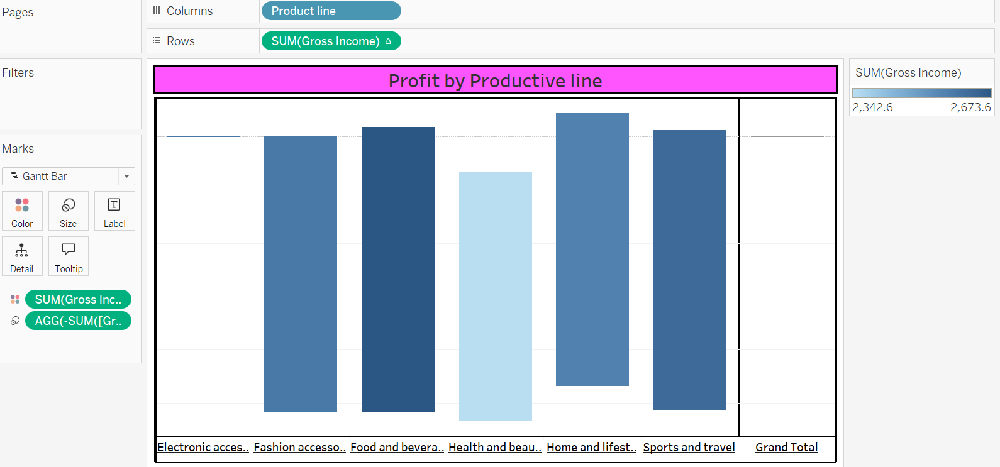 Pages
Columns
Product line
Rows
SUM(Gross Income) Δ
Filters
Marks
Gantt Bar
Color
Size
Label
Detail
Tooltip
SUM(Gross Inc..
AGG(-SUM([Gr..
Profit by Productive line
Electronic acces.. Fashion accesso.. Food and bevera.. Health and beau.. Home and lifest.. Sports and travel Grand Total
SUM(Gross Income)
2,342.6 2,673.6